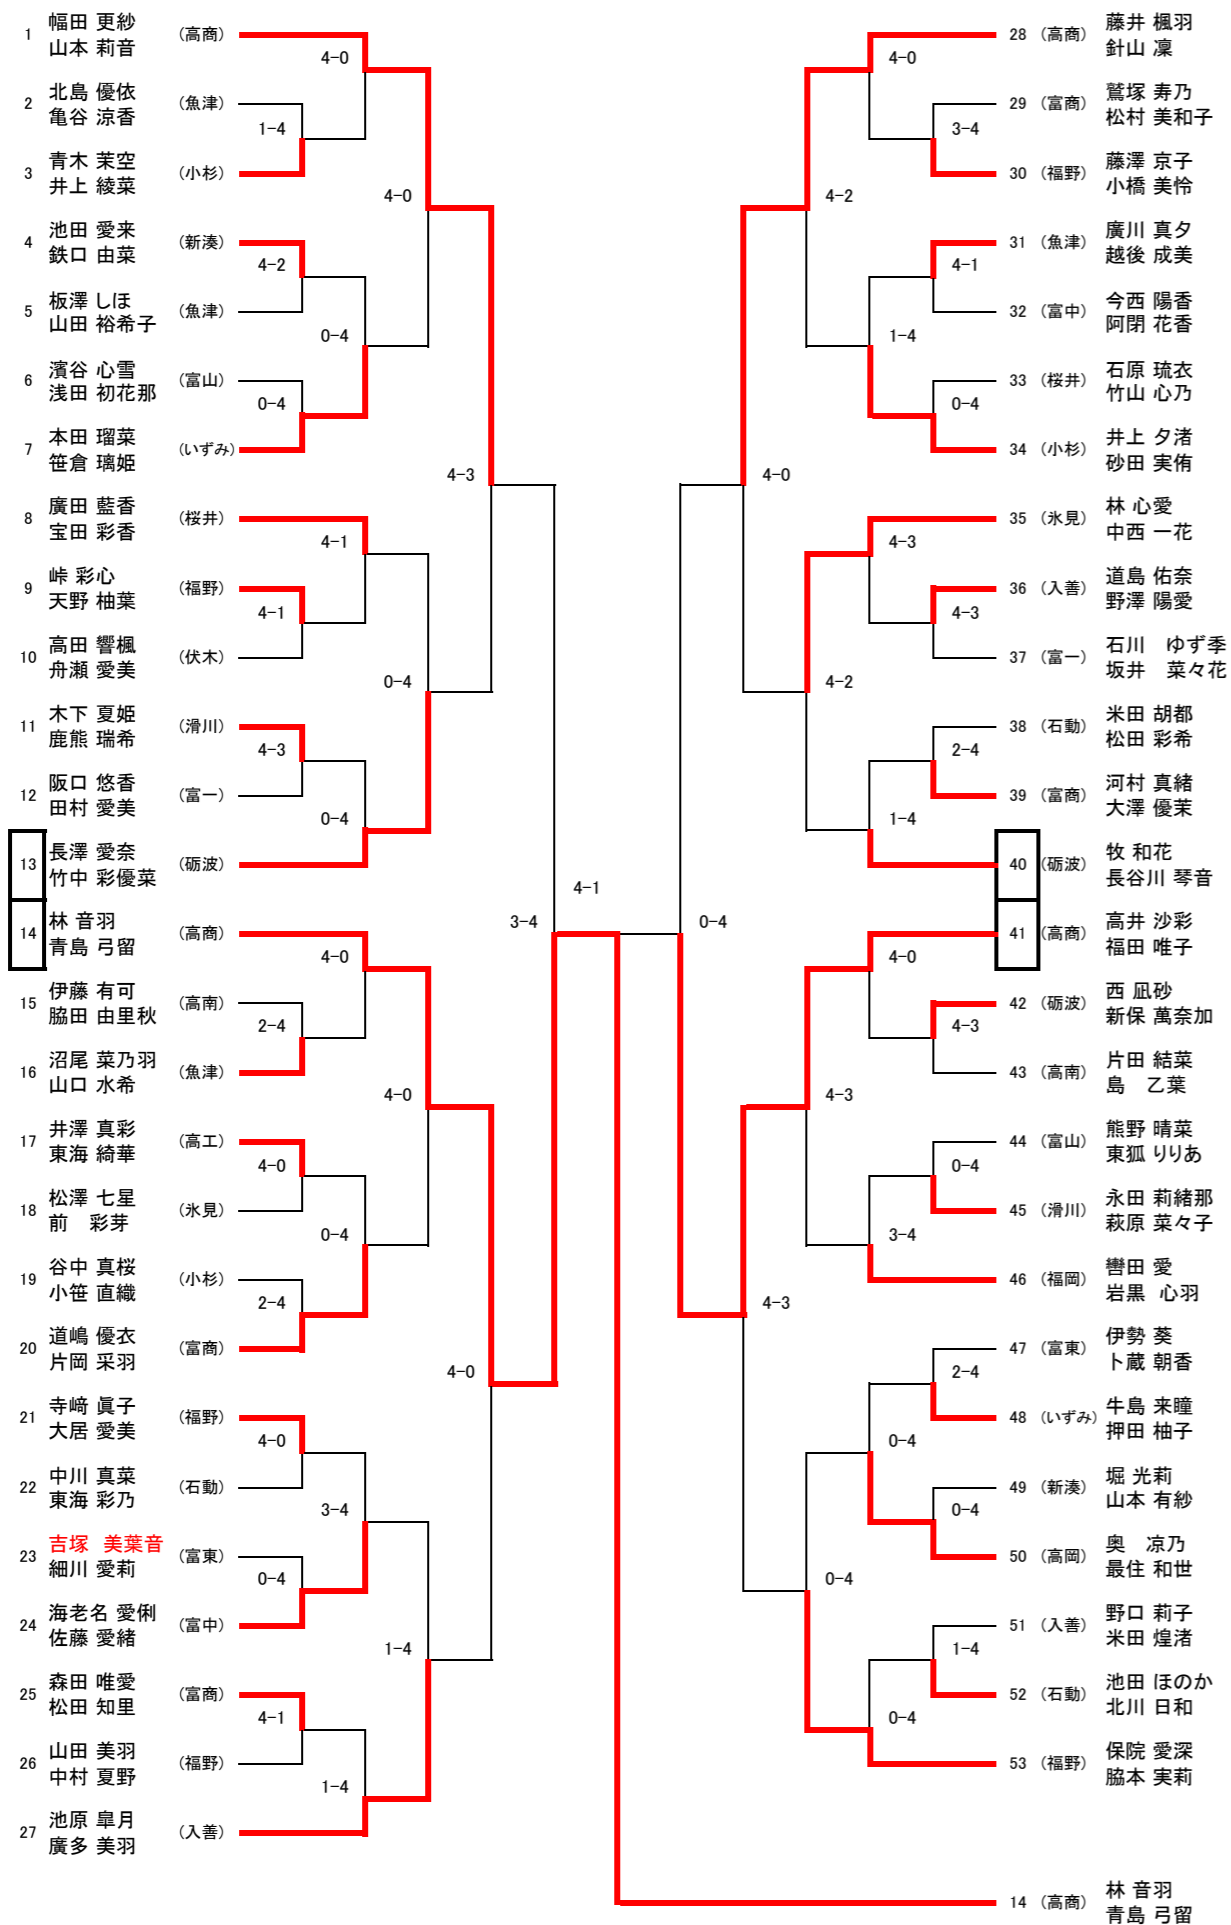 1 幅田 更紗 (高商)
山本 莉音
4-0
2 北島 優依 (魚津)
亀谷 涼香
1-4
3 青木 茉空 (小杉)
井上 綾菜
4-0
4 池田 愛来 (新湊)
鉄口 由菜
4-2
5 板澤 しほ (魚津)
山田 裕希子
0-4
6 濱谷 心雪 (富山)
浅田 初花那
0-4
7 本田 瑠菜 (いずみ)
笹倉 璃姫
4-3
8 廣田 藍香 (桜井)
宝田 彩香
4-1
9 峠 彩心 (福野)
天野 柚葉
4-1
10 高田 響楓 (伏木)
舟瀬 愛美
0-4
11 木下 夏姫 (滑川)
鹿熊 瑞希
4-3
12 阪口 悠香 (富一)
田村 愛美
0-4
13 長澤 愛奈 (砺波)
竹中 彩優菜
4-1
3-4
14 林 音羽 (高商)
青島 弓留
4-0
15 伊藤 有可 (高南)
脇田 由里秋
2-4
16 沼尾 菜乃羽 (魚津)
山口 水希
4-0
17 井澤 真彩 (高工)
東海 綺華
4-0
18 松澤 七星 (氷見)
前 彩芽
0-4
19 谷中 真桜 (小杉)
小笹 直織
2-4
20 道嶋 優衣 (富商)
片岡 采羽
4-0
21 寺﨑 眞子 (福野)
大居 愛美
4-0
22 中川 真菜 (石動)
東海 彩乃
3-4
23 吉塚 美葉音 (富東)
細川 愛莉
0-4
24 海老名 愛俐 (富中)
佐藤 愛緒
1-4
25 森田 唯愛 (富商)
松田 知里
4-1
26 山田 美羽 (福野)
中村 夏野
1-4
27 池原 皐月 (入善)
廣多 美羽
28 (高商) 藤井 楓羽
針山 凜
4-0
29 (富商) 鷲塚 寿乃
松村 美和子
3-4
30 (福野) 藤澤 京子
小橋 美怜
4-2
31 (魚津) 廣川 真夕
越後 成美
4-1
32 (富中) 今西 陽香
阿閉 花香
1-4
33 (桜井) 石原 琉衣
竹山 心乃
0-4
34 (小杉) 井上 夕渚
砂田 実侑
4-0
35 (氷見) 林 心愛
中西 一花
4-3
36 (入善) 道島 佑奈
野澤 陽愛
4-3
37 (富一) 石川 ゆず季
坂井 菜々花
4-2
38 (石動) 米田 胡都
松田 彩希
2-4
39 (富商) 河村 真緒
大澤 優茉
1-4
40 (砺波) 牧 和花
長谷川 琴音
0-4
41 (高商) 高井 沙彩
福田 唯子
4-0
42 (砺波) 西 凪砂
新保 萬奈加
4-3
43 (高南) 片田 結菜
島 乙葉
4-3
44 (富山) 熊野 晴菜
東狐 りりあ
0-4
45 (滑川) 永田 莉緒那
萩原 菜々子
3-4
46 (福岡) 轡田 愛
岩黒 心羽
4-3
47 (富東) 伊勢 葵
卜蔵 朝香
2-4
48 (いずみ) 牛島 来瞳
押田 柚子
0-4
49 (新湊) 堀 光莉
山本 有紗
0-4
50 (高岡) 奥 凉乃
最住 和世
0-4
51 (入善) 野口 莉子
米田 煌渚
1-4
52 (石動) 池田 ほのか
北川 日和
0-4
53 (福野) 保院 愛深
脇本 実莉
14 (高商) 林 音羽
青島 弓留